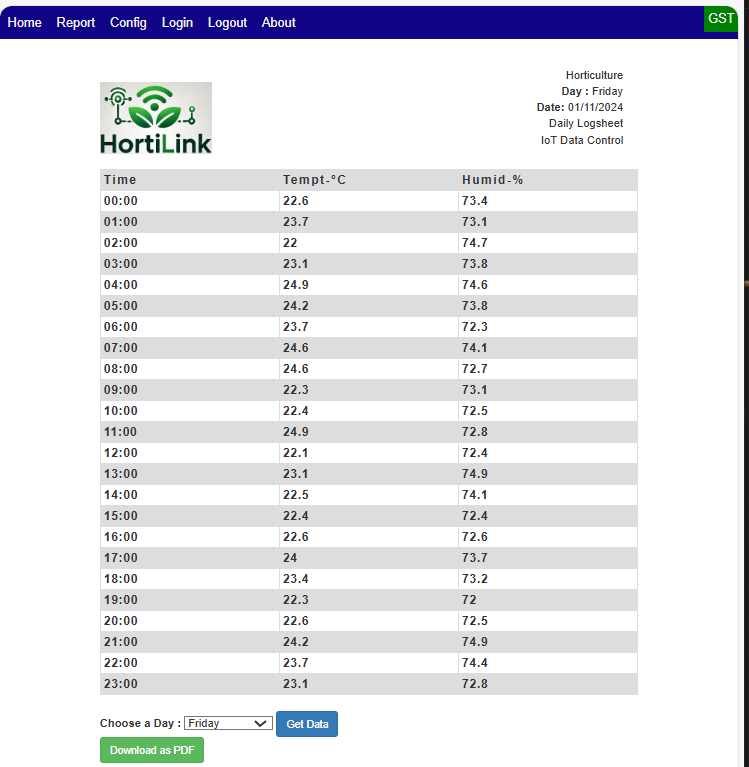 Home Report Config Login Logout About GST
Horticulture
Day : Friday
Date: 01/11/2024
Daily Logsheet
IoT Data Control
HortiLink
Time Tempt-°C Humid-%
00:00 22.6 73.4
01:00 23.7 73.1
02:00 22 74.7
03:00 23.1 73.8
04:00 24.9 74.6
05:00 24.2 73.8
06:00 23.7 72.3
07:00 24.6 74.1
08:00 24.6 72.7
09:00 22.3 73.1
10:00 22.4 72.5
11:00 24.9 72.8
12:00 22.1 72.4
13:00 23.1 74.9
14:00 22.5 74.1
15:00 22.4 72.4
16:00 22.6 72.6
17:00 24 73.7
18:00 23.4 73.2
19:00 22.3 72
20:00 22.6 72.5
21:00 24.2 74.9
22:00 23.7 74.4
23:00 23.1 72.8
Choose a Day : Friday Get Data
Download as PDF